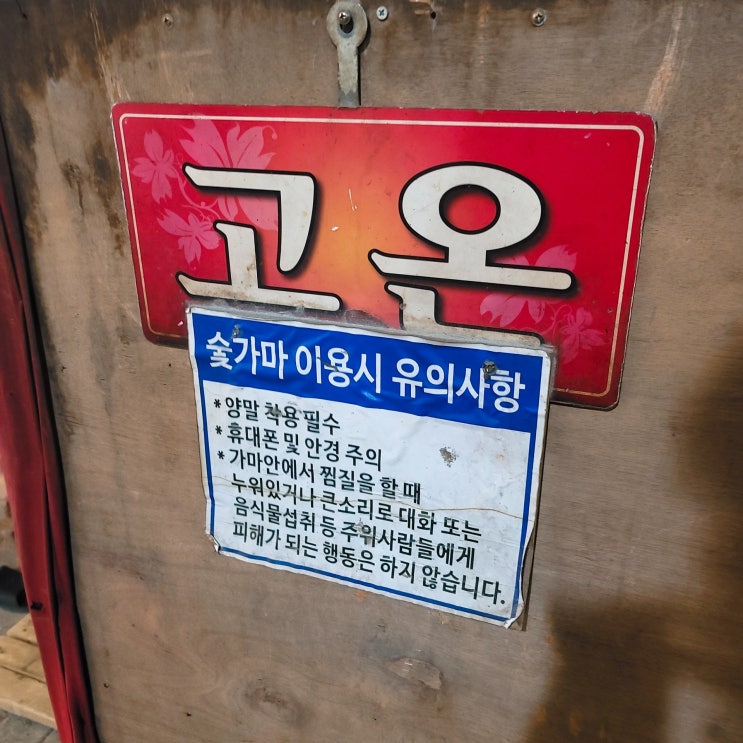 고온
숯가마 이용시 유의사항
* 양말 착용 필수
* 휴대폰 및 안경 주의
* 가마안에서 찜질을 할 때
누워있거나 큰소리로 대화 또는
음식물섭취 등 주위사람들에게
피해가 되는 행동은 하지 않습니다.